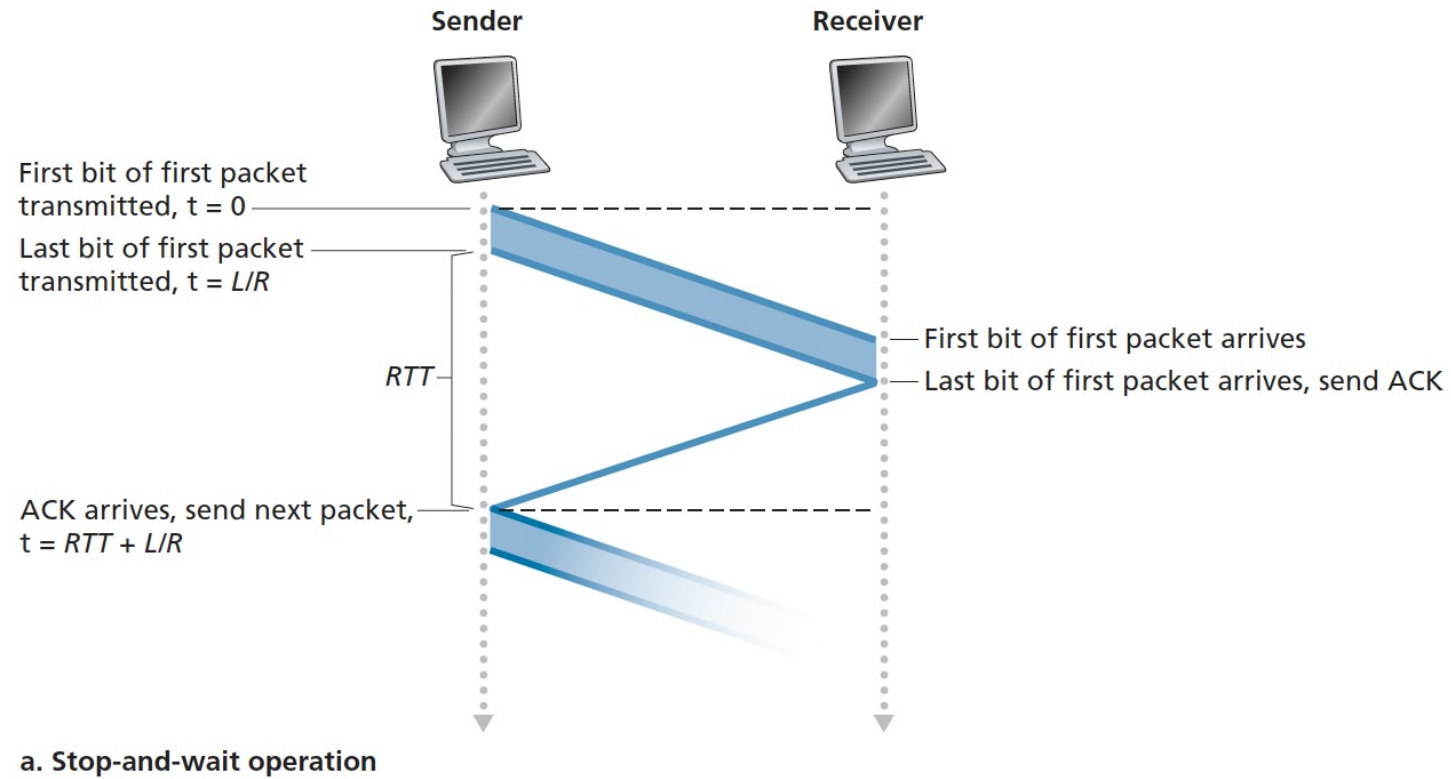 Sender
Receiver
First bit of first packet
transmitted, t = 0
Last bit of first packet
transmitted, t = L/R
First bit of first packet arrives
RTT
Last bit of first packet arrives, send ACK
ACK arrives, send next packet,
t = RTT + L/R
a. Stop-and-wait operation